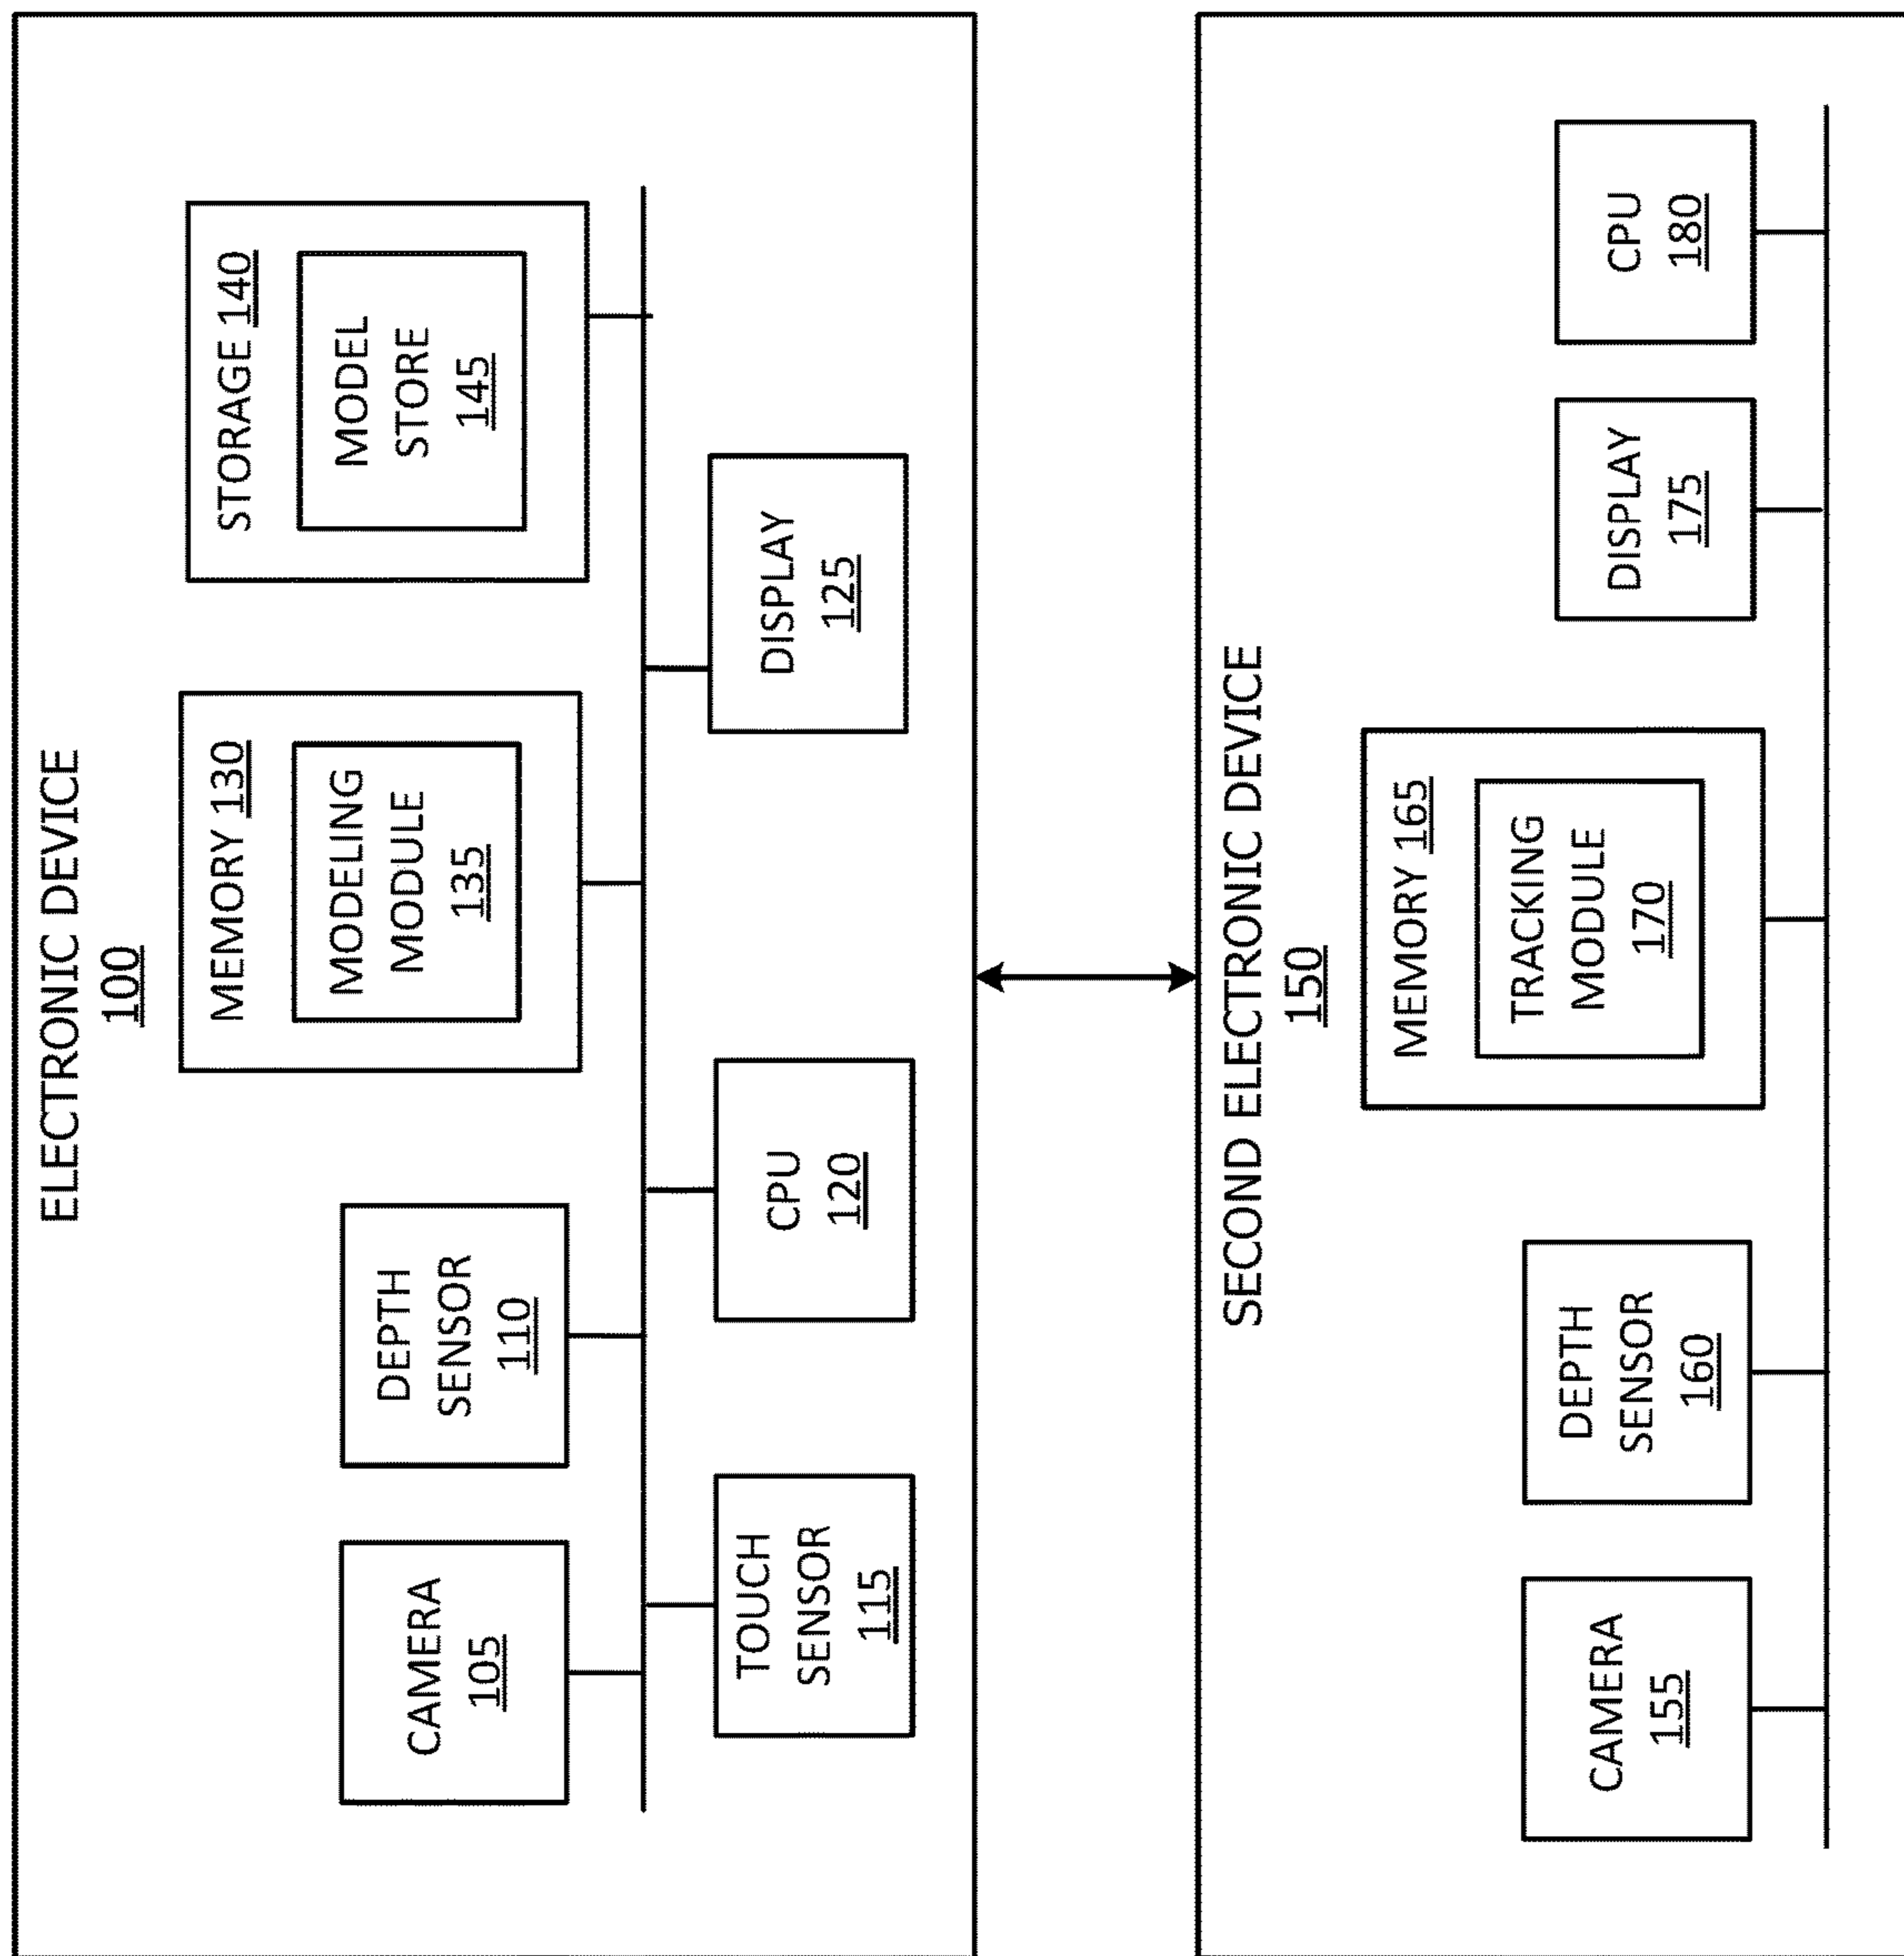 ELECTRONIC DEVICE
100
CAMERA
105
DEPTH
SENSOR
110
MEMORY 130
MODELING
MODULE
135
STORAGE 140
MODEL
STORE
145
TOUCH
SENSOR
115
CPU
120
DISPLAY
125
SECOND ELECTRONIC DEVICE
150
CAMERA
155
DEPTH
SENSOR
160
MEMORY 165
TRACKING
MODULE
170
DISPLAY
175
CPU
180